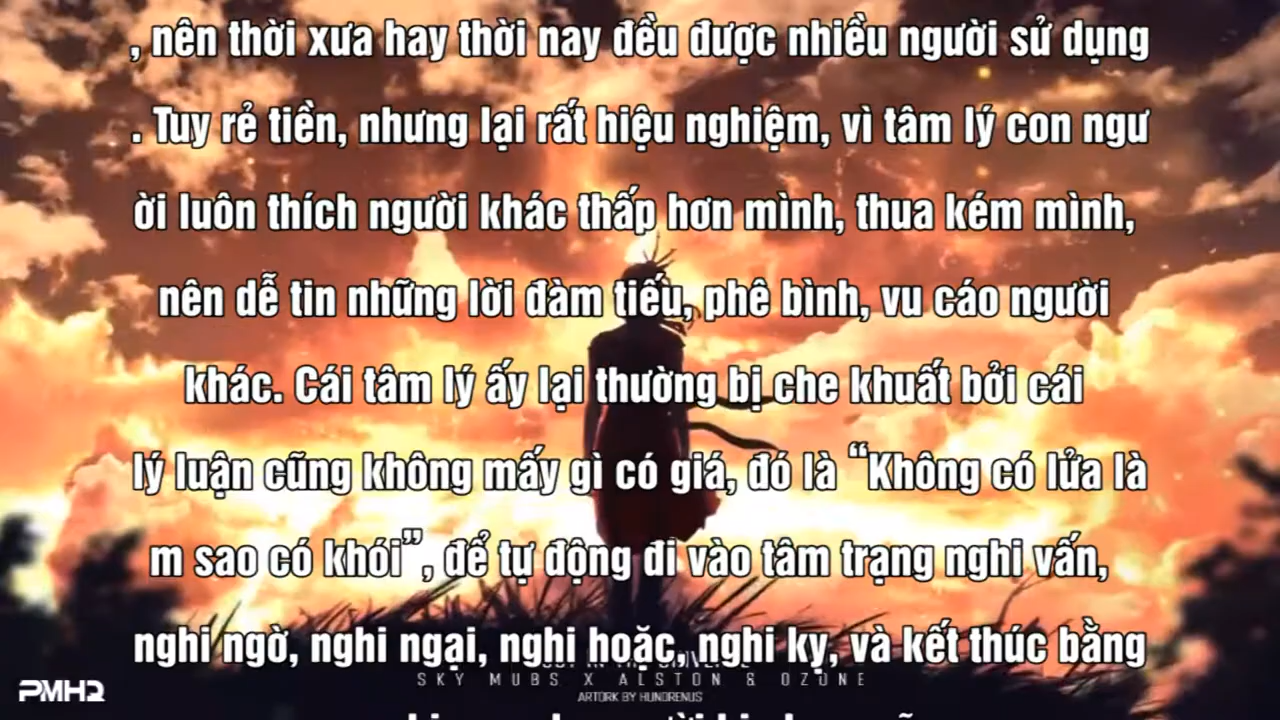 , nên thời xưa hay thời nay đều được nhiều người sử dụng
. Tuy rẻ tiền, nhưng lại rất hiệu nghiệm, vì tâm lý con ngư
ời luôn thích người khác thấp hơn mình, thua kém mình,
nên dễ tin những lời đàm tiếu, phê bình, vu cáo người
khác. Cái tâm lý ấy lại thường bị che khuất bởi cái
lý luận cũng không mấy gì có giá, đó là “Không có lửa là
m sao có khói”, để tự động đi vào tâm trạng nghi vấn,
nghi ngờ, nghi ngại, nghi hoặc, nghi kỵ, và kết thúc bằng
SKY MUBS X ALSTON & OZONE
ARTORK BY HUNDRENUS
PMHQ